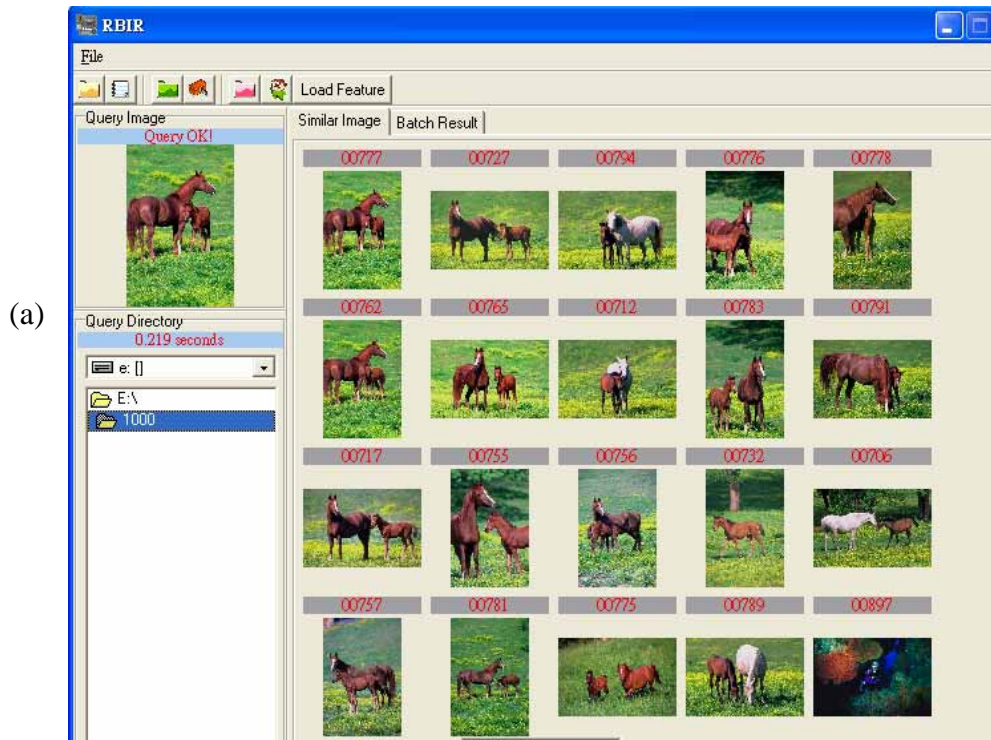 RBIR
File
Load Feature
Query Image
Query OK!
Similar Image
Batch Result
00777 00727 00794 00776 00778
(a)
00762 00765 00712 00783 00791
Query Directory
0.219 seconds
e: []
E:\
1000
00717 00755 00756 00732 00706
00757 00781 00775 00789 00897